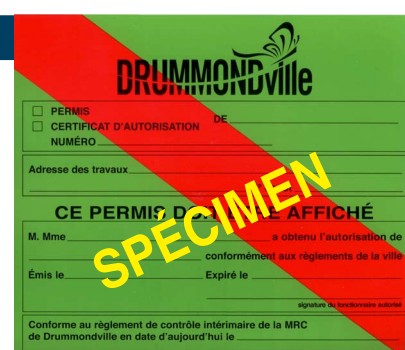 DRUMMONDville
PERMIS
CERTIFICAT D'AUTORISATION
DE
NUMÉRO
Adresse des travaux
CE PERMIS AFFICHÉ
SPÉCIMEN
M. Mme a obtenu l'autorisation de
conformément aux règlements de la ville
Émis le Expiré le
signature du fonctionnaire autorisé
Conforme au règlement de contrôle intérimaire de la MRC
de Drummondville en date d'aujourd'hui le